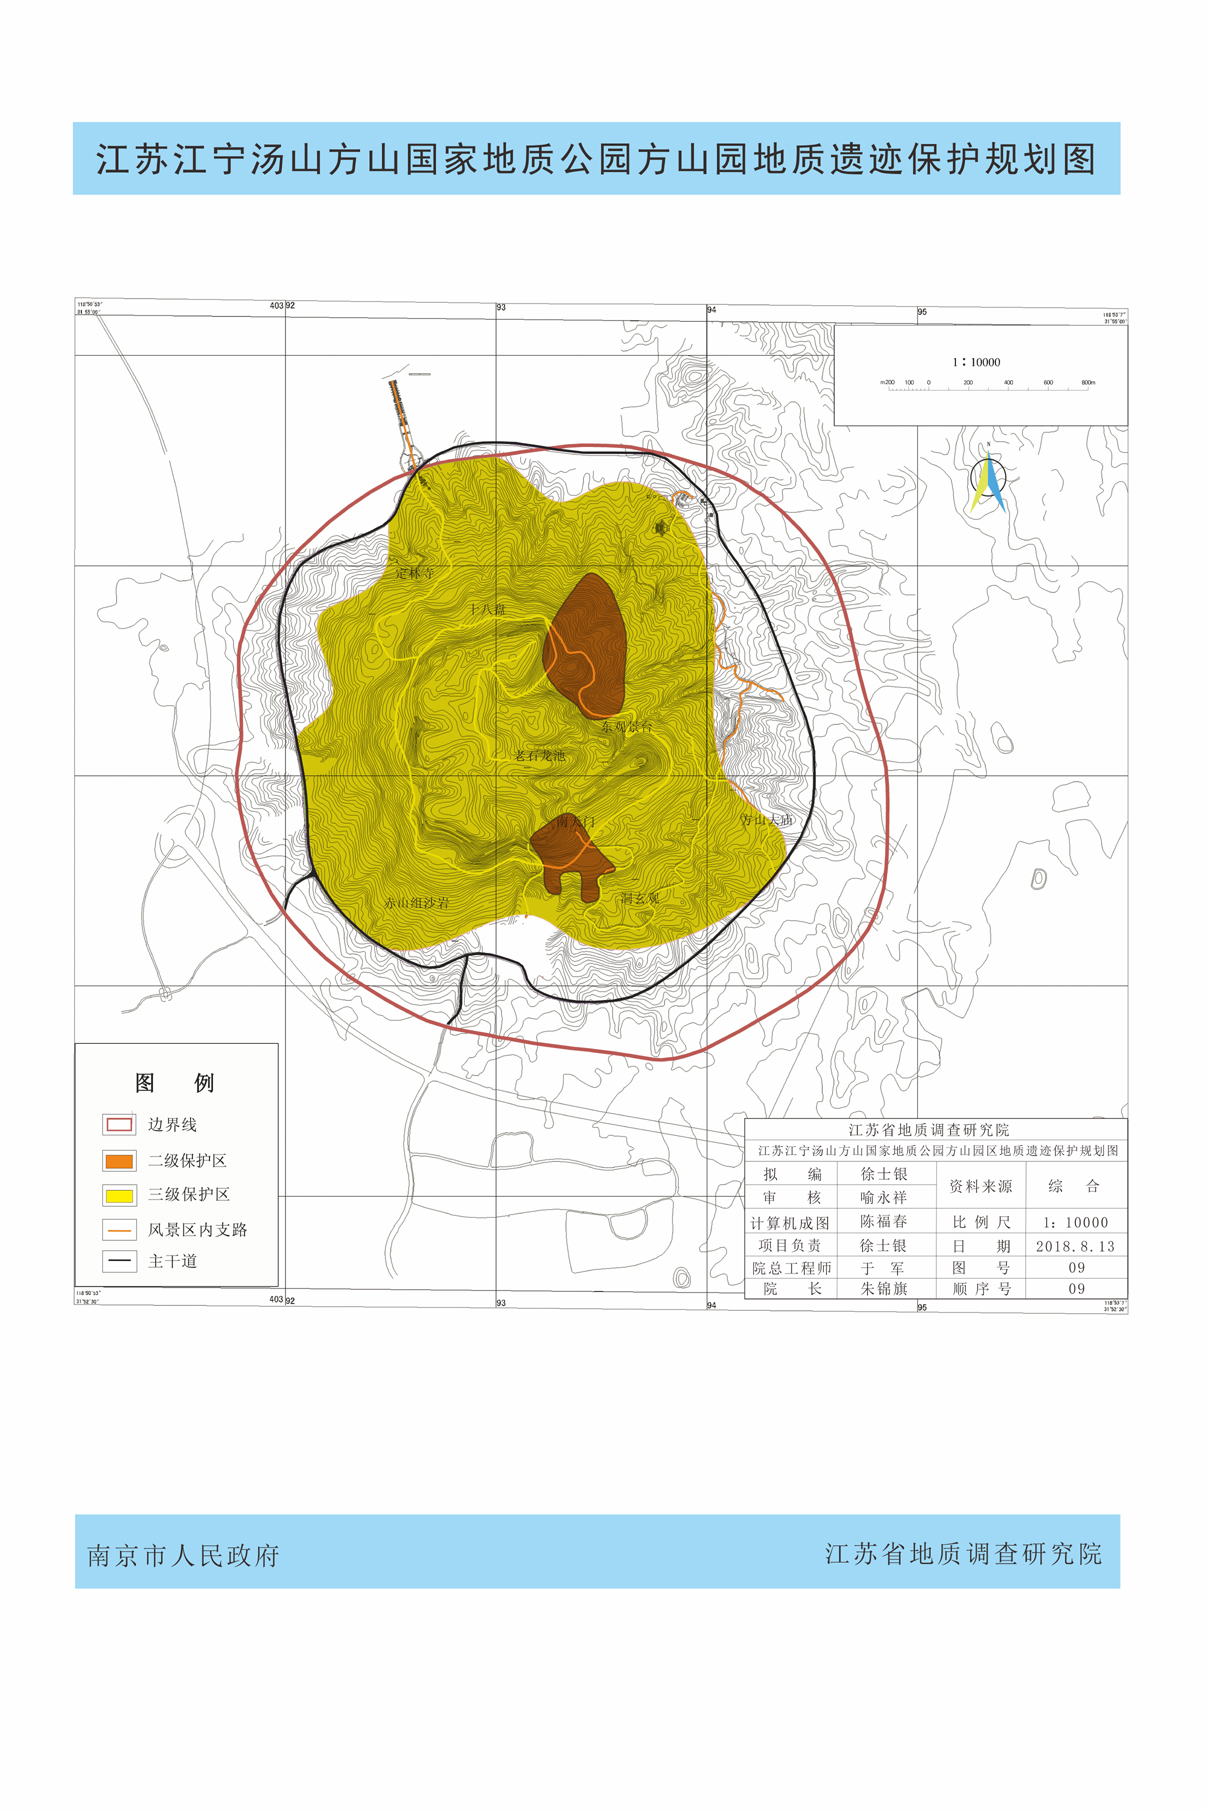 江苏江宁汤山方山国家地质公园方山园地质遗迹保护规划图
403 92
93
94
95
1:10000
m200 100 0 200 400 600 800m
N
定林寺
十八盘
东观景台
老石龙池
南天门
方山大庙
赤山组沙岩
洞玄观
图 例
边界线
二级保护区
三级保护区
风景区内支路
主干道
江苏省地质调查研究院
江苏江宁汤山方山国家地质公园方山园区地质遗迹保护规划图
拟 编 徐士银 资料来源 综 合
审 核 喻永祥
计算机成图 陈福春 比例尺 1:10000
项目负责 徐士银 日 期 2018.8.13
院总工程师 于 军 图 号 09
院 长 朱锦旗 顺序号 09
403 92
93
94
95
南京市人民政府
江苏省地质调查研究院